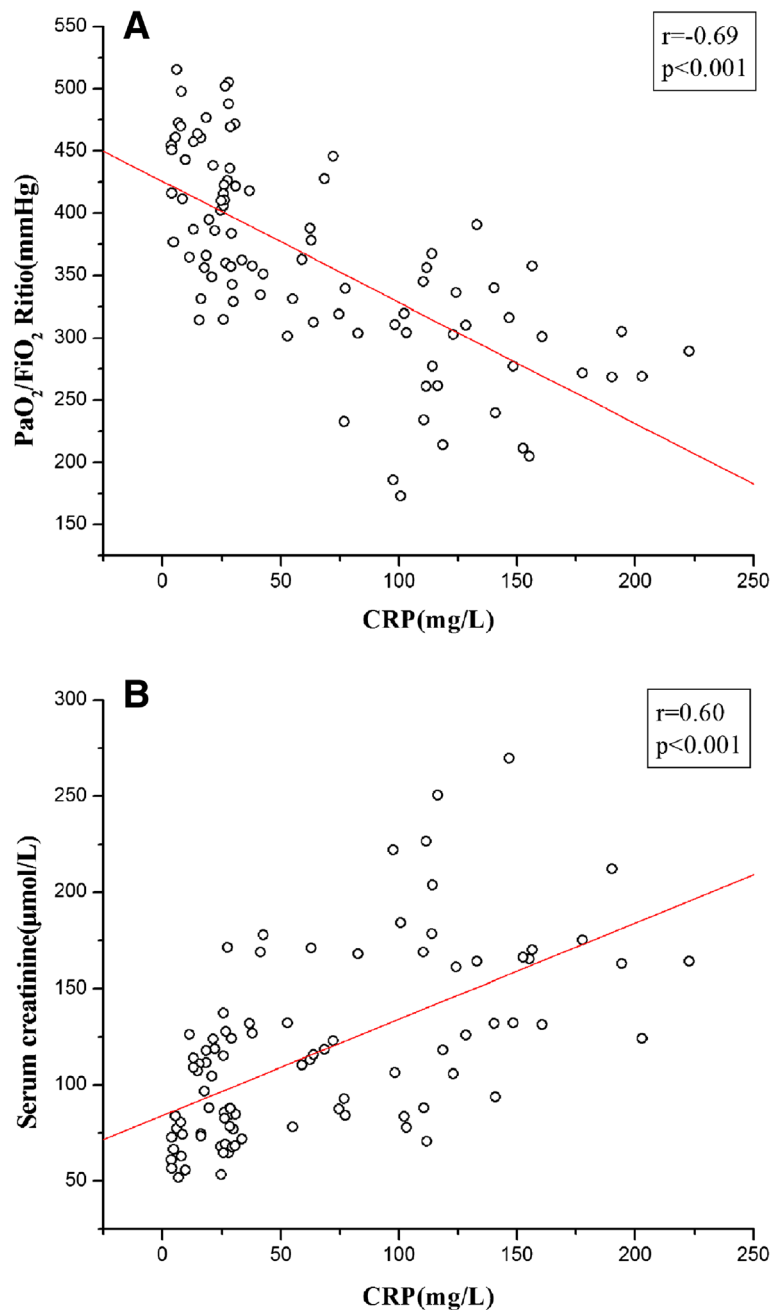 A
r=-0.69
p<0.001
550
500
450
400
350
300
250
200
150
PaO₂/FiO₂ Ritio(mmHg)
0 50 100 150 200 250
CRP(mg/L)
B
r=0.60
p<0.001
300
250
200
150
100
50
Serum creatinine(μmol/L)
0 50 100 150 200 250
CRP(mg/L)